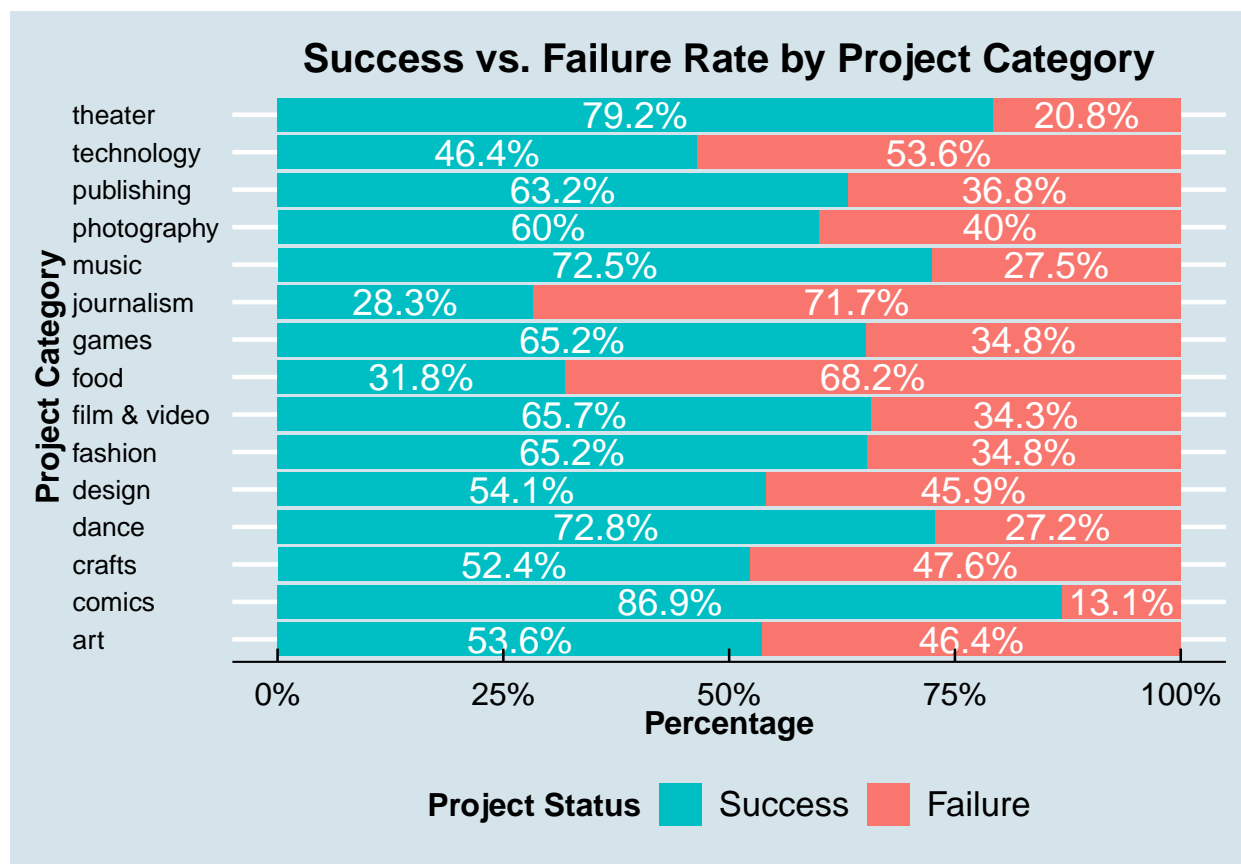 Success vs. Failure Rate by Project Category
Project Category
theater 79.2% 20.8%
technology 46.4% 53.6%
publishing 63.2% 36.8%
photography 60% 40%
music 72.5% 27.5%
journalism 28.3% 71.7%
games 65.2% 34.8%
food 31.8% 68.2%
film & video 65.7% 34.3%
fashion 65.2% 34.8%
design 54.1% 45.9%
dance 72.8% 27.2%
crafts 52.4% 47.6%
comics 86.9% 13.1%
art 53.6% 46.4%
0% 25% 50% 75% 100%
Percentage
Project Status Success Failure